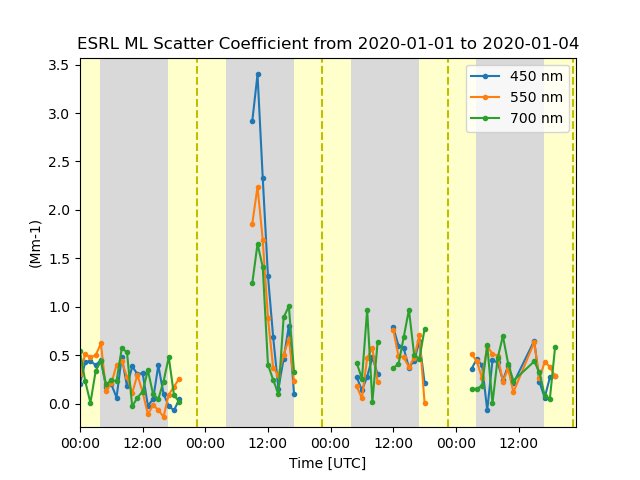 ESRL ML Scatter Coefficient from 2020-01-01 to 2020-01-04
3.5
3.0
2.5
2.0
1.5
1.0
0.5
0.0
(Mm-1)
450 nm
550 nm
700 nm
00:00 12:00 00:00 12:00 00:00 12:00 00:00 12:00
Time [UTC]